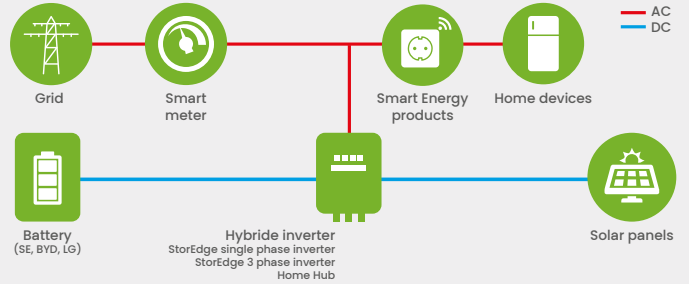 AC
DC
Grid
Smart
meter
Smart Energy
products
Home devices
Battery
(SE, BYD, LG)
Hybride inverter
StorEdge single phase inverter
StorEdge 3 phase inverter
Home Hub
Solar panels